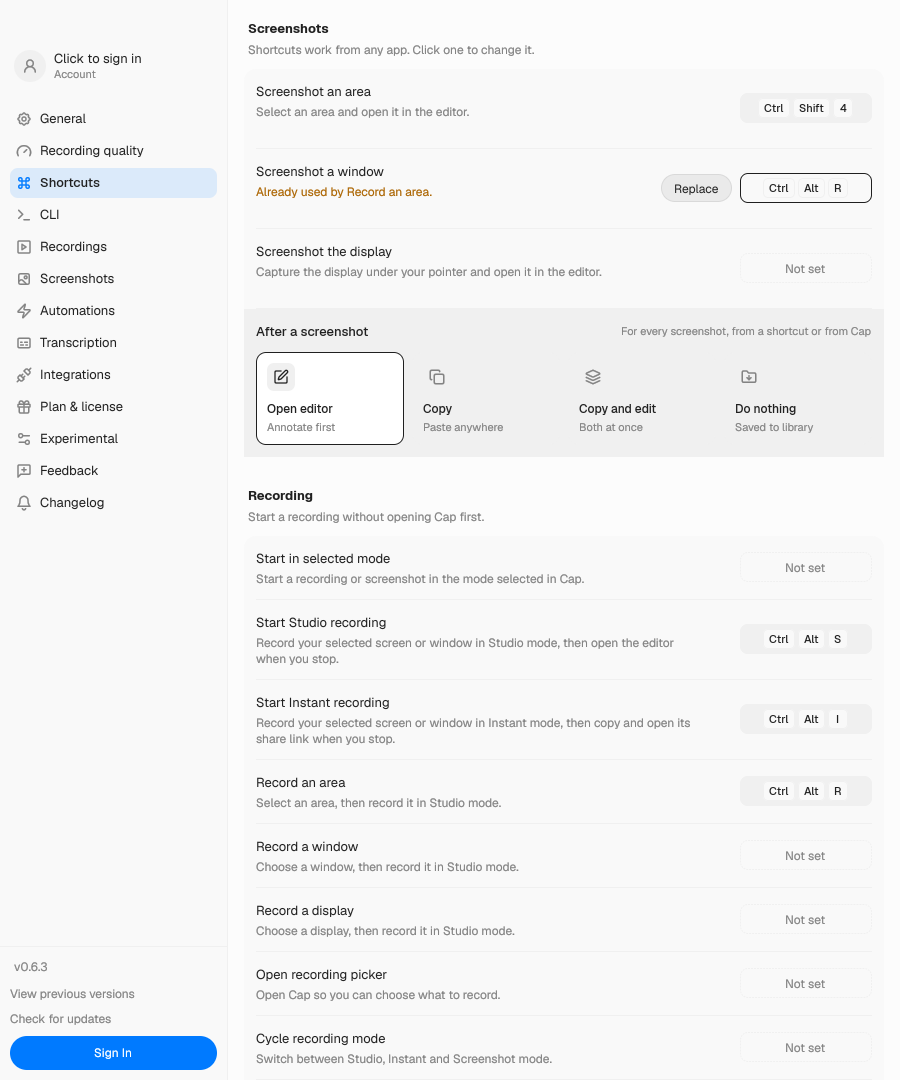 Click to sign in
Account
General
Recording quality
Shortcuts
CLI
Recordings
Screenshots
Automations
Transcription
Integrations
Plan & license
Experimental
Feedback
Changelog
v0.6.3
View previous versions
Check for updates
Sign In
Screenshots
Shortcuts work from any app. Click one to change it.
Screenshot an area
Select an area and open it in the editor.
Ctrl Shift 4
Screenshot a window
Already used by Record an area.
Replace
Ctrl Alt R
Screenshot the display
Capture the display under your pointer and open it in the editor.
Not set
After a screenshot
For every screenshot, from a shortcut or from Cap
Open editor
Annotate first
Copy
Paste anywhere
Copy and edit
Both at once
Do nothing
Saved to library
Recording
Start a recording without opening Cap first.
Start in selected mode
Start a recording or screenshot in the mode selected in Cap.
Not set
Start Studio recording
Record your selected screen or window in Studio mode, then open the editor
when you stop.
Ctrl Alt S
Start Instant recording
Record your selected screen or window in Instant mode, then copy and open its
share link when you stop.
Ctrl Alt I
Record an area
Select an area, then record it in Studio mode.
Ctrl Alt R
Record a window
Choose a window, then record it in Studio mode.
Not set
Record a display
Choose a display, then record it in Studio mode.
Not set
Open recording picker
Open Cap so you can choose what to record.
Not set
Cycle recording mode
Switch between Studio, Instant and Screenshot mode.
Not set